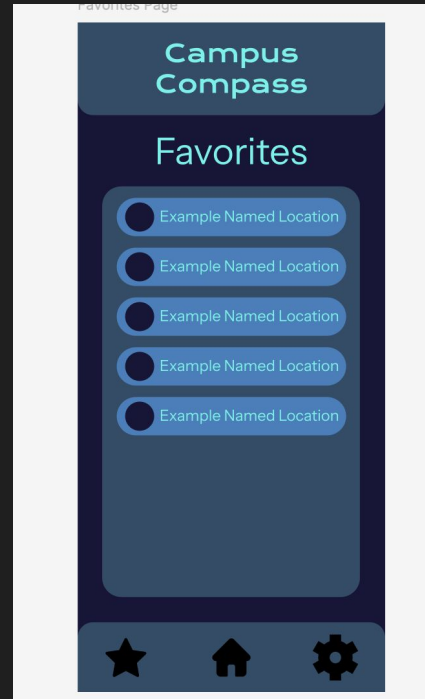 Favorites Page
Campus
Compass
Favorites
Example Named Location
Example Named Location
Example Named Location
Example Named Location
Example Named Location